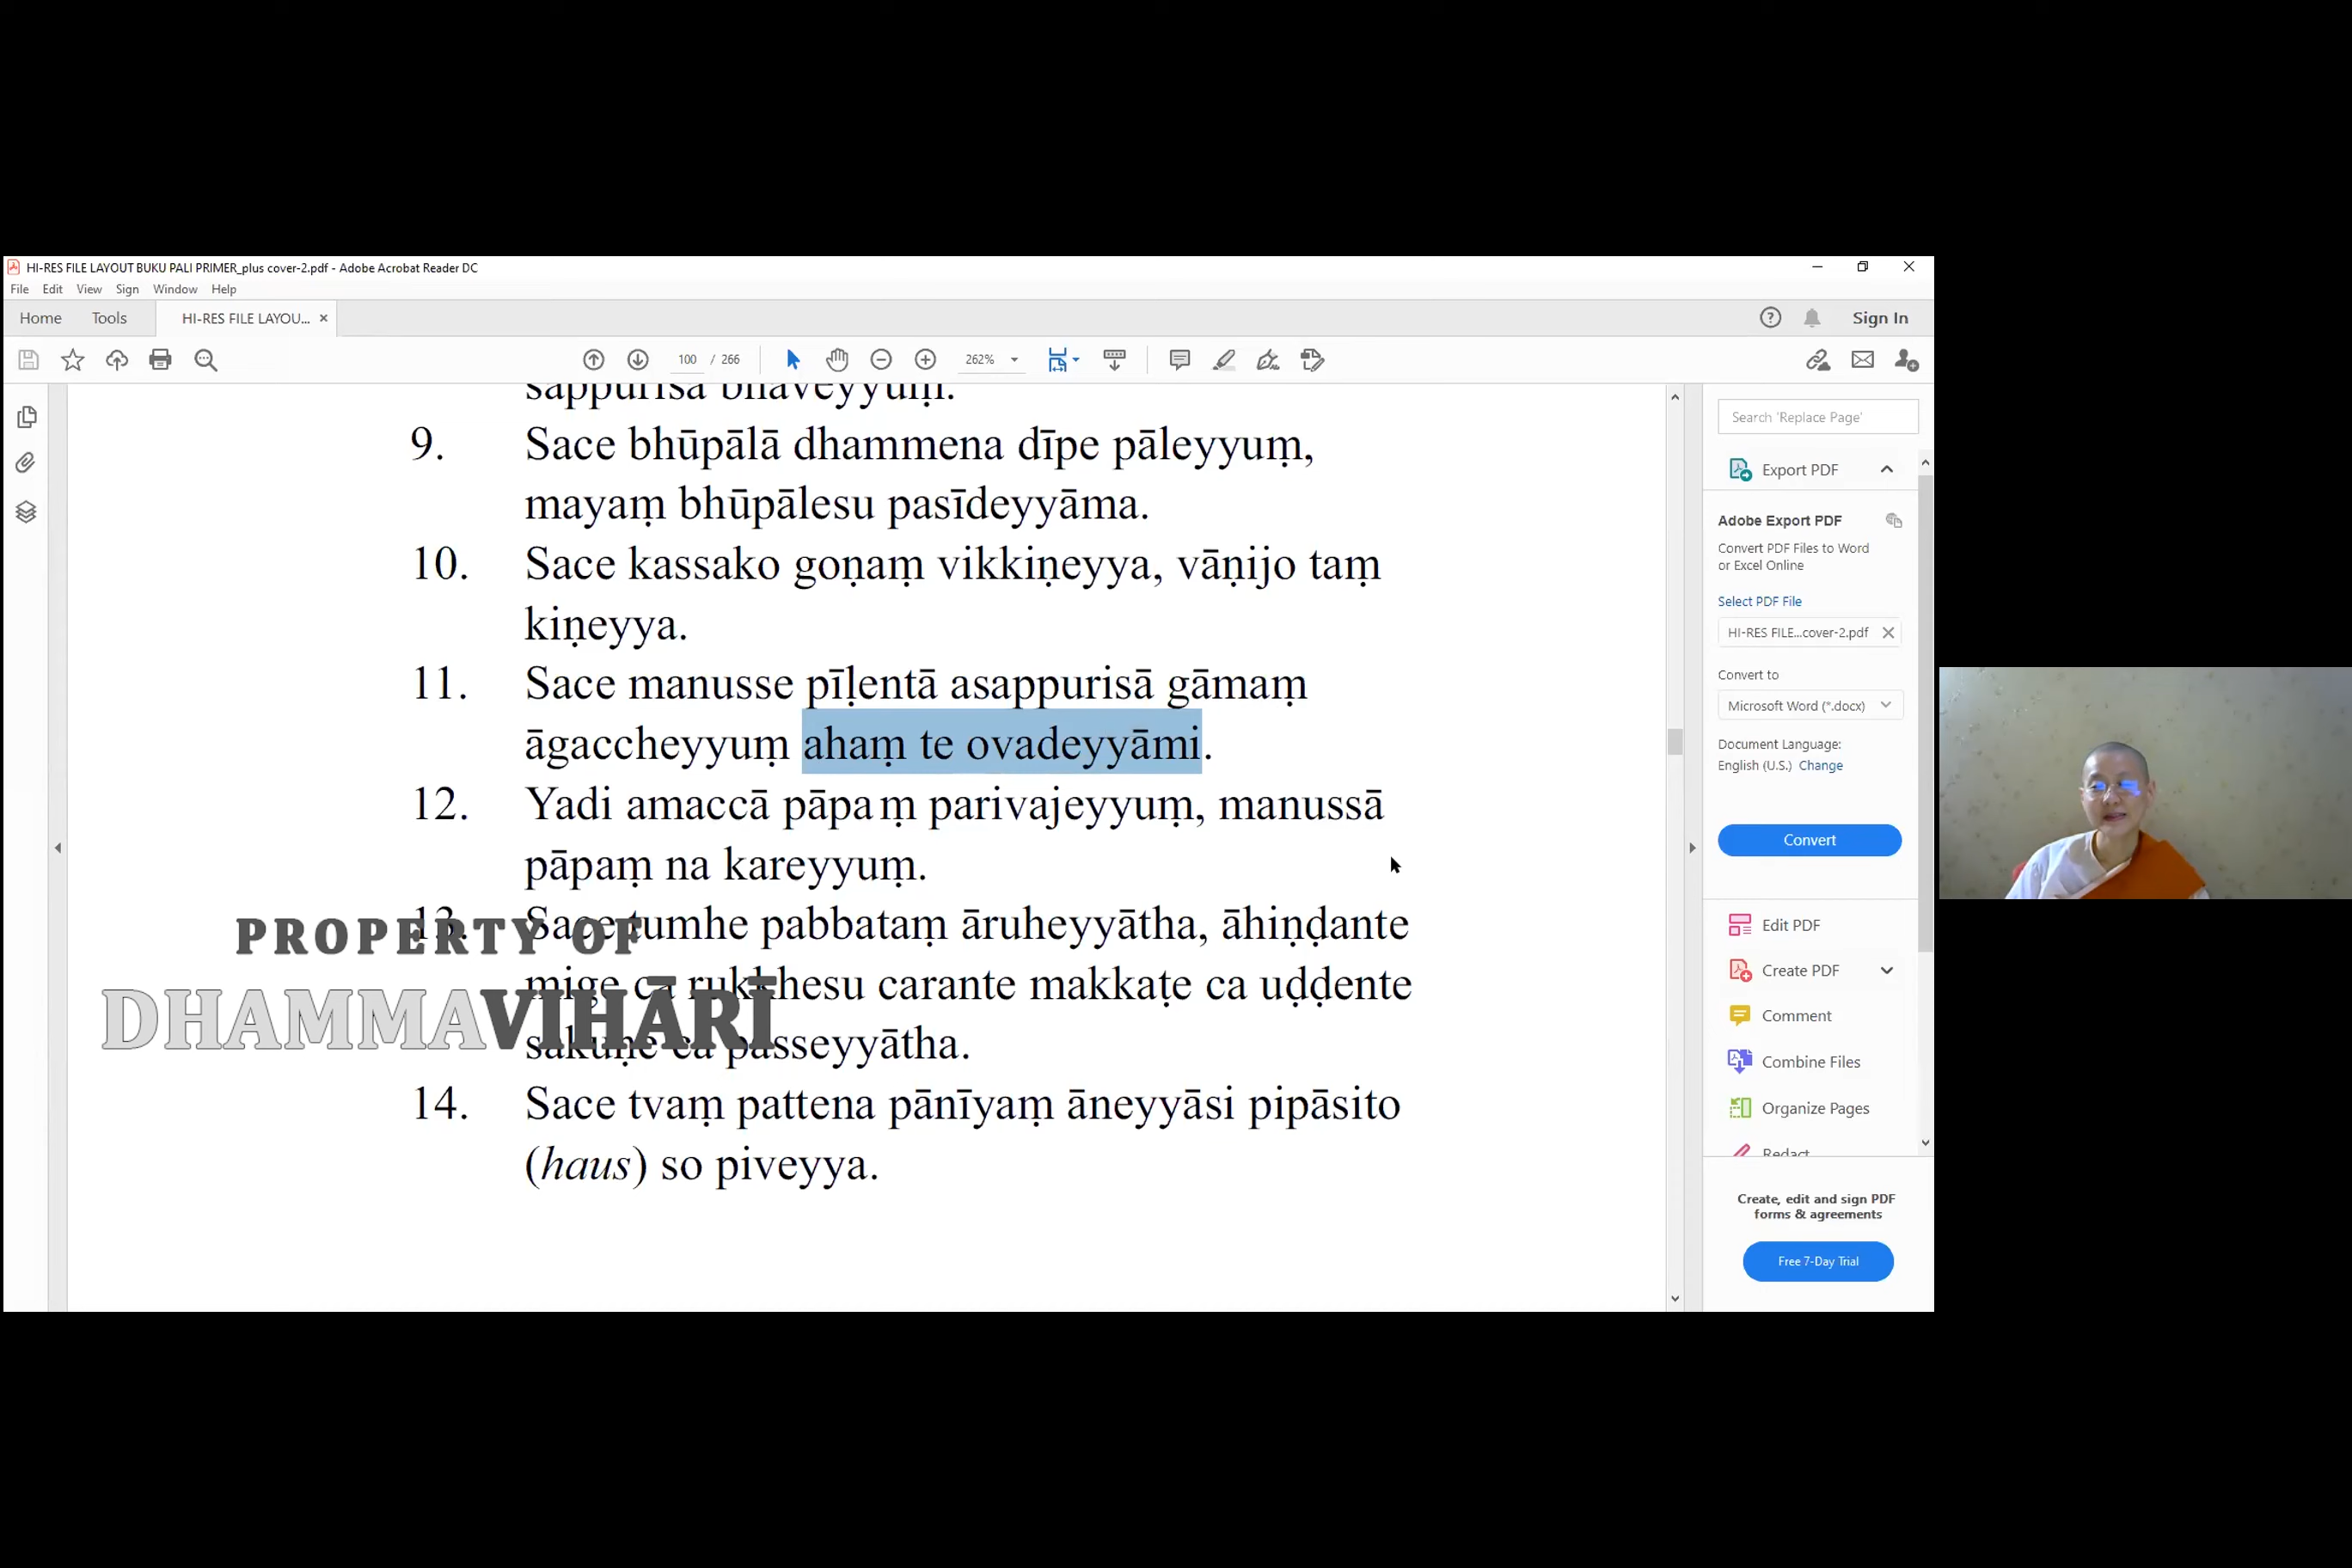 HI-RES FILE LAYOUT BUKU PALI PRIMER_plus cover-2.pdf - Adobe Acrobat Reader DC
File Edit View Sign Window Help
Home Tools HI-RES FILE LAYOU... × Sign In
100 / 266 262%
sappurisā bhaveyyuṃ.
9. Sace bhūpālā dhammena dīpe pāleyyuṃ,
mayaṃ bhūpālesu pasīdeyyāma.
10. Sace kassako goṇaṃ vikkiṇeyya, vāṇijo taṃ
kiṇeyya.
11. Sace manusse pīḷentā asappurisā gāmaṃ
āgaccheyyuṃ ahaṃ te ovadeyyāmi.
12. Yadi amaccā pāpaṃ parivajeyyuṃ, manussā
pāpaṃ na kareyyuṃ.
13. Sace tumhe pabbataṃ āruheyyātha, āhiṇḍante
mige ca rukkhesu carante makkaṭe ca uḍḍente
sakuṇe ca passeyyātha.
14. Sace tvaṃ pattena pānīyaṃ āneyyāsi pipāsito
(haus) so piveyya.
PROPERTY OF
DHAMMAVIHĀRĪ
Search 'Replace Page'
Export PDF
Adobe Export PDF
Convert PDF Files to Word
or Excel Online
Select PDF File
HI-RES FILE...cover-2.pdf
Convert to
Microsoft Word (*.docx)
Document Language:
English (U.S.) Change
Convert
Edit PDF
Create PDF
Comment
Combine Files
Organize Pages
Redact
Create, edit and sign PDF
forms & agreements
Free 7-Day Trial